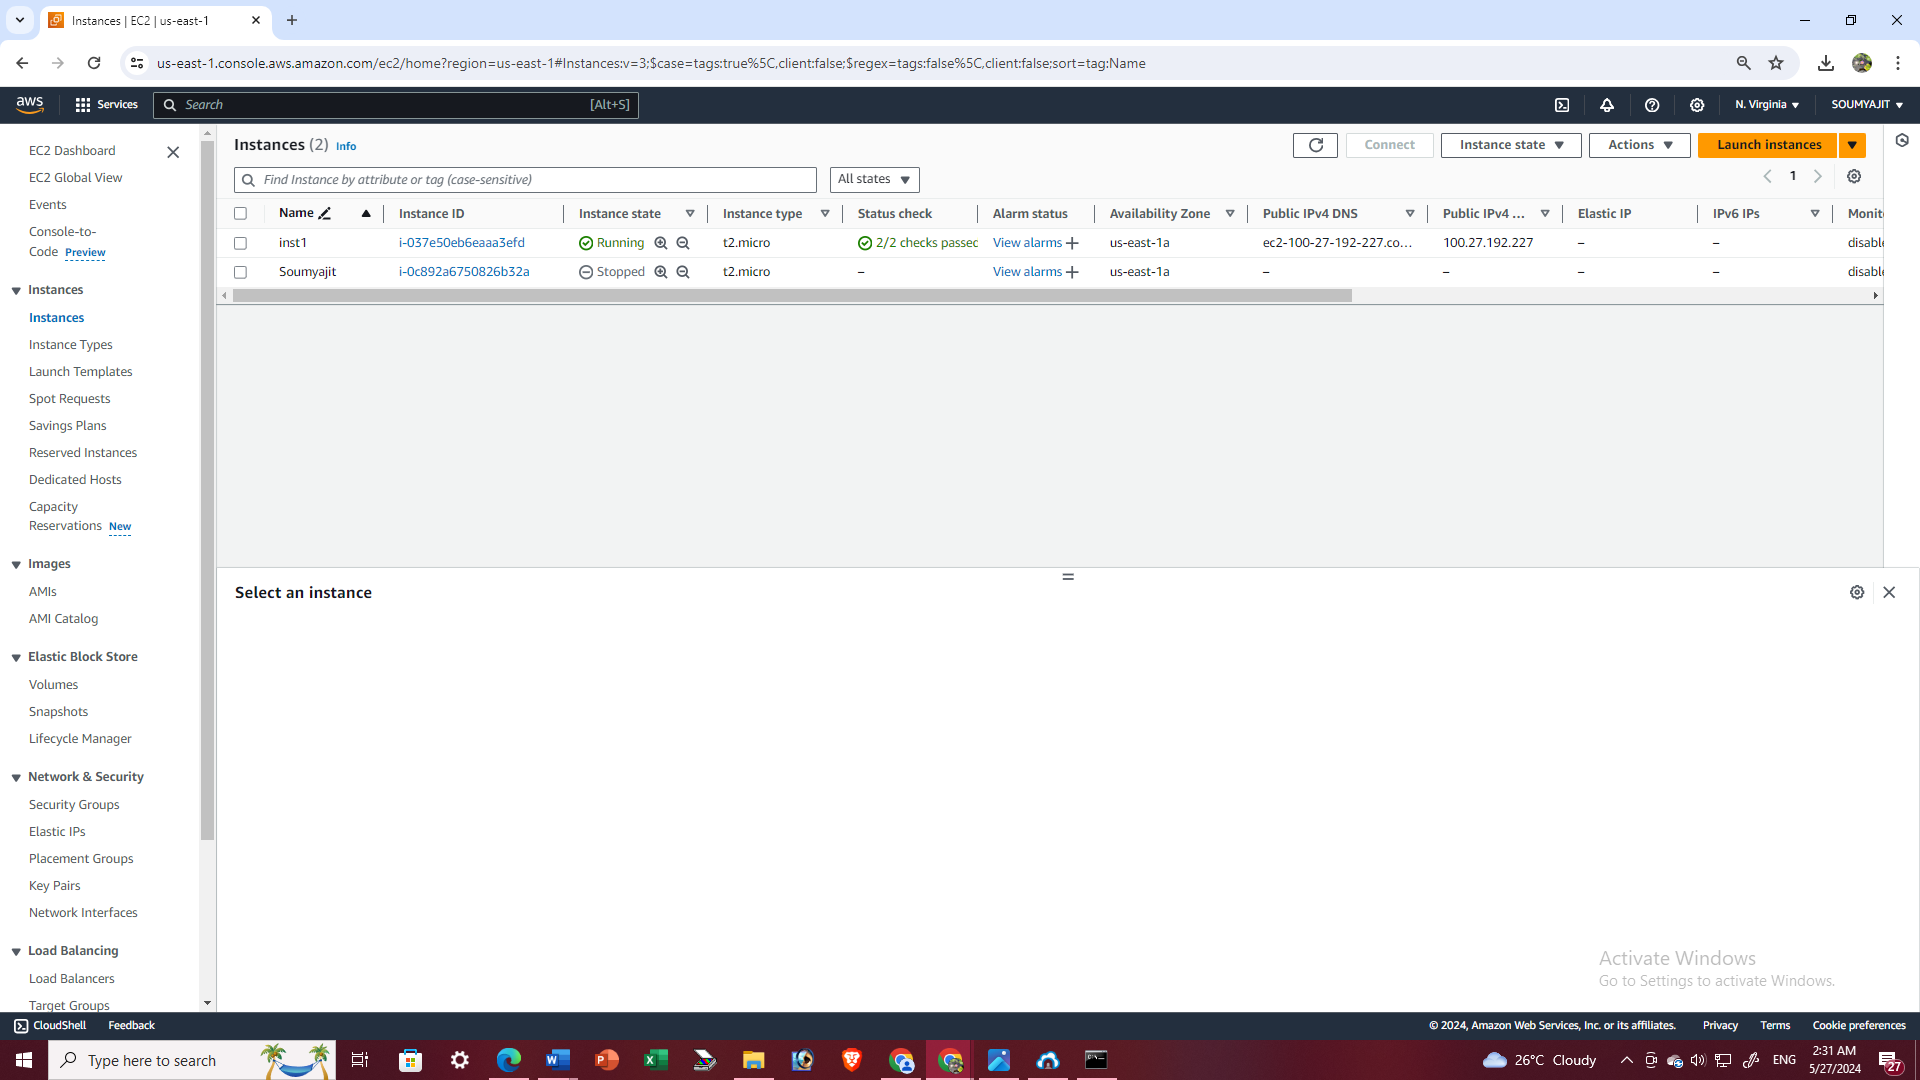 Instances | EC2 | us-east-1
us-east-1.console.aws.amazon.com/ec2/home?region=us-east-1#Instances:v=3;$case=tags:true%5C,client:false;$regex=tags:false%5C,client:false;sort=tag:Name
aws Services Search [Alt+S] N. Virginia SOUMYAJIT
EC2 Dashboard
EC2 Global View
Events
Console-to-
Code Preview
Instances
Instances
Instance Types
Launch Templates
Spot Requests
Savings Plans
Reserved Instances
Dedicated Hosts
Capacity
Reservations New
Images
AMIs
AMI Catalog
Elastic Block Store
Volumes
Snapshots
Lifecycle Manager
Network & Security
Security Groups
Elastic IPs
Placement Groups
Key Pairs
Network Interfaces
Load Balancing
Load Balancers
Target Groups
Instances (2) Info Connect Instance state Actions Launch instances
Find Instance by attribute or tag (case-sensitive) All states 1
Name Instance ID Instance state Instance type Status check Alarm status Availability Zone Public IPv4 DNS Public IPv4 ... Elastic IP IPv6 IPs Monit
inst1 i-037e50eb6eaaa3efd Running t2.micro 2/2 checks passec View alarms + us-east-1a ec2-100-27-192-227.co... 100.27.192.227 – – disable
Soumyajit i-0c892a6750826b32a Stopped t2.micro – View alarms + us-east-1a – – – – disable
Select an instance
Activate Windows
Go to Settings to activate Windows.
CloudShell Feedback © 2024, Amazon Web Services, Inc. or its affiliates. Privacy Terms Cookie preferences
Type here to search 26°C Cloudy ENG 2:31 AM
5/27/2024 27